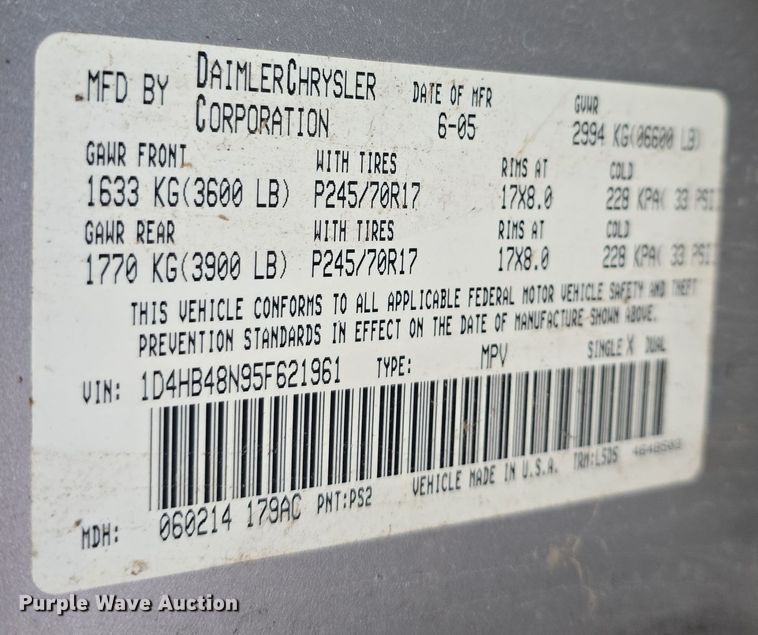 MFD BY DAIMLERCHRYSLER CORPORATION DATE OF MFR 6-05 GVWR 2994 KG(06600 LB)
GAWR FRONT WITH TIRES RIMS AT COLD
1633 KG(3600 LB) P245/70R17 17X8.0 228 KPA( 33 PSI)
GAWR REAR WITH TIRES RIMS AT COLD
1770 KG(3900 LB) P245/70R17 17X8.0 228 KPA( 33 PSI)
THIS VEHICLE CONFORMS TO ALL APPLICABLE FEDERAL MOTOR VEHICLE SAFETY AND THEFT
PREVENTION STANDARDS IN EFFECT ON THE DATE OF MANUFACTURE SHOWN ABOVE.
VIN: 1D4HB48N95F621961 TYPE: MPV SINGLE X DUAL
MDH: 060214 179AC PNT:PS2 VEHICLE MADE IN U.S.A. TRM:L5DS
Purple Wave Auction